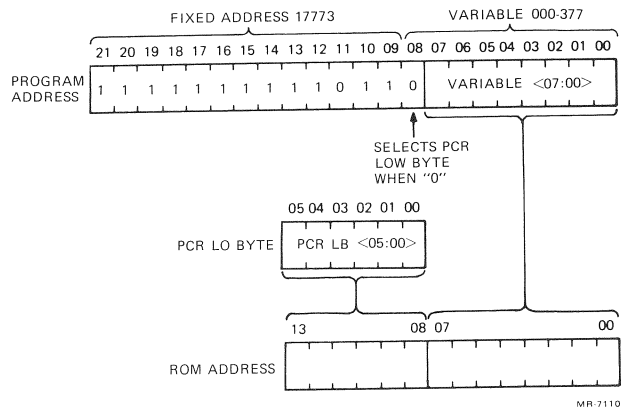 FIXED ADDRESS 17773
VARIABLE 000-377
21 20 19 18 17 16 15 14 13 12 11 10 09 08 07 06 05 04 03 02 01 00
PROGRAM
ADDRESS
1 1 1 1 1 1 1 1 1 1 0 1 1 0
VARIABLE <07:00>
SELECTS PCR
LOW BYTE
WHEN "0"
05 04 03 02 01 00
PCR LO BYTE
PCR LB <05:00>
13 08 07 00
ROM ADDRESS
MR-7110